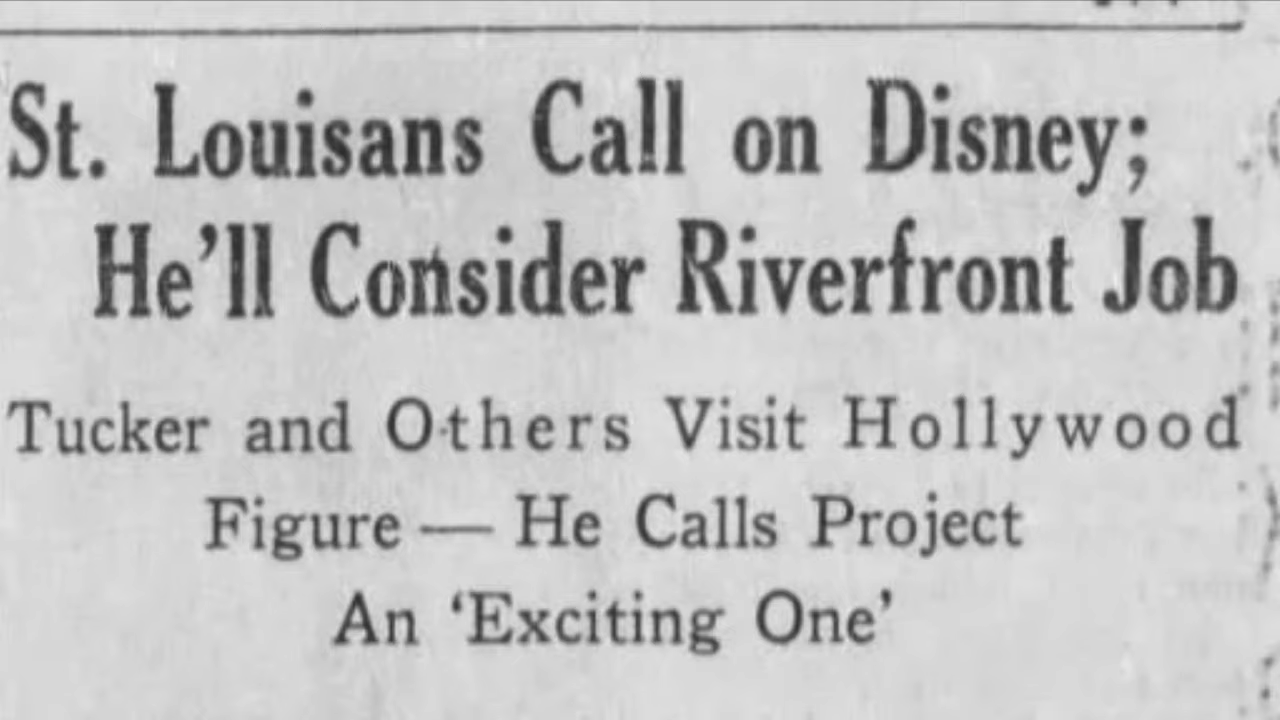 St. Louisans Call on Disney;
He’ll Consider Riverfront Job
Tucker and Others Visit Hollywood
Figure — He Calls Project
An ‘Exciting One’